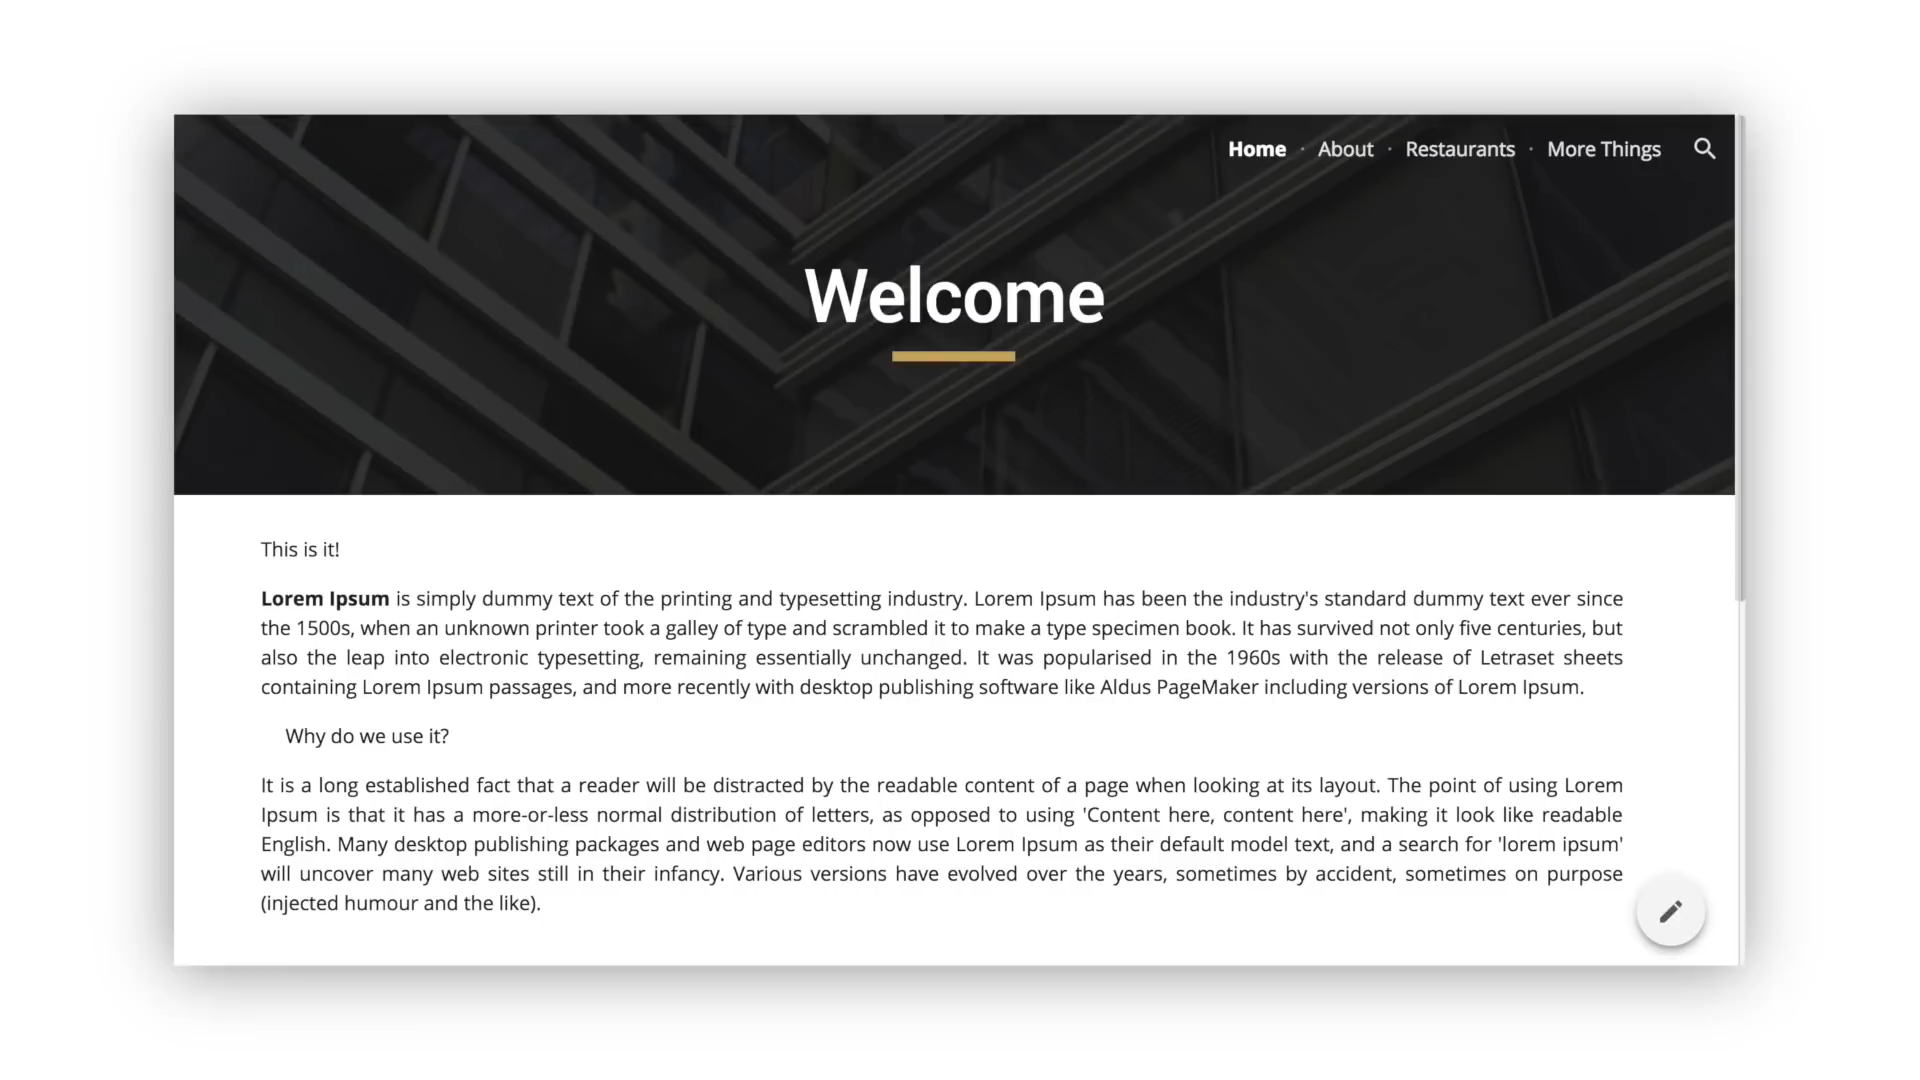 Home · About · Restaurants · More Things
Welcome
This is it!
Lorem Ipsum is simply dummy text of the printing and typesetting industry. Lorem Ipsum has been the industry's standard dummy text ever since
the 1500s, when an unknown printer took a galley of type and scrambled it to make a type specimen book. It has survived not only five centuries, but
also the leap into electronic typesetting, remaining essentially unchanged. It was popularised in the 1960s with the release of Letraset sheets
containing Lorem Ipsum passages, and more recently with desktop publishing software like Aldus PageMaker including versions of Lorem Ipsum.
Why do we use it?
It is a long established fact that a reader will be distracted by the readable content of a page when looking at its layout. The point of using Lorem
Ipsum is that it has a more-or-less normal distribution of letters, as opposed to using 'Content here, content here', making it look like readable
English. Many desktop publishing packages and web page editors now use Lorem Ipsum as their default model text, and a search for 'lorem ipsum'
will uncover many web sites still in their infancy. Various versions have evolved over the years, sometimes by accident, sometimes on purpose
(injected humour and the like).